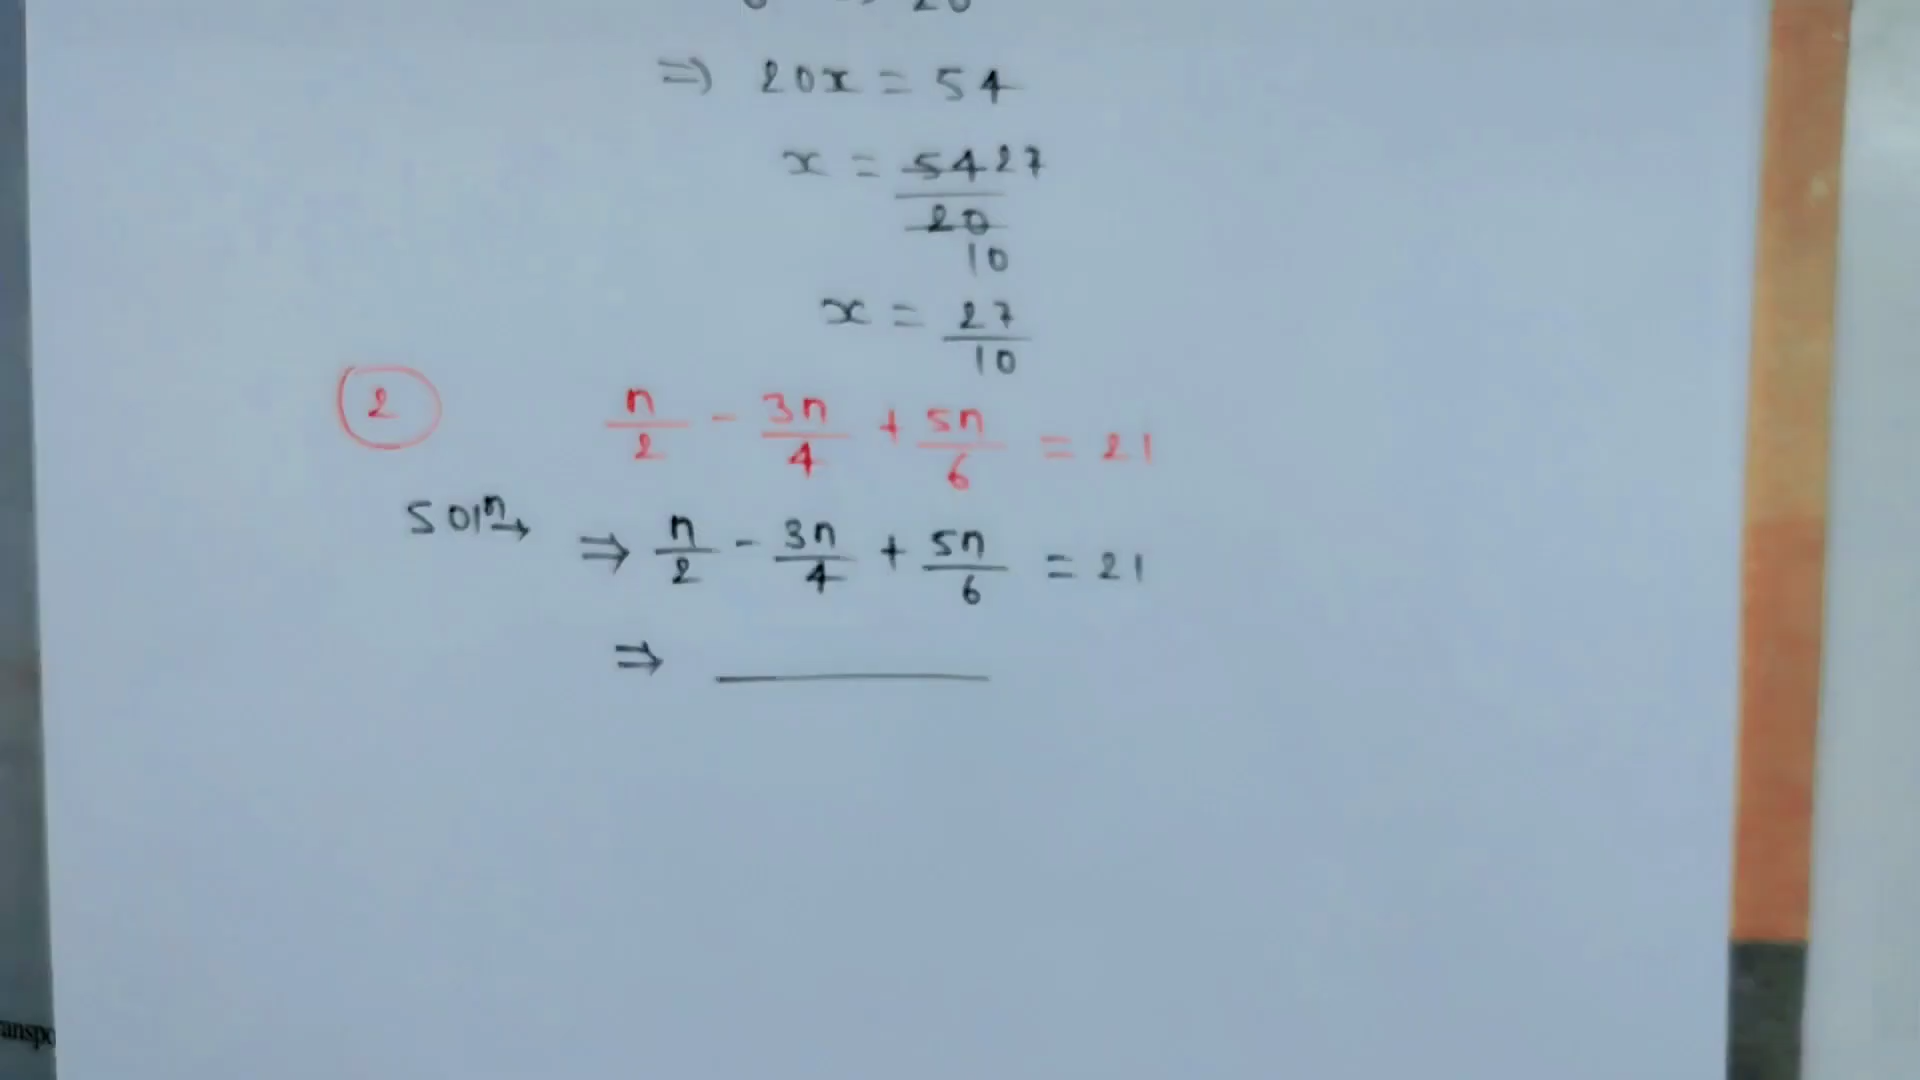 ⇒ 20x = 54
x = 54 27 / 20 10
x = 27/10
2 n/2 - 3n/4 + 5n/6 = 21
Solⁿ→ ⇒ n/2 - 3n/4 + 5n/6 = 21
⇒